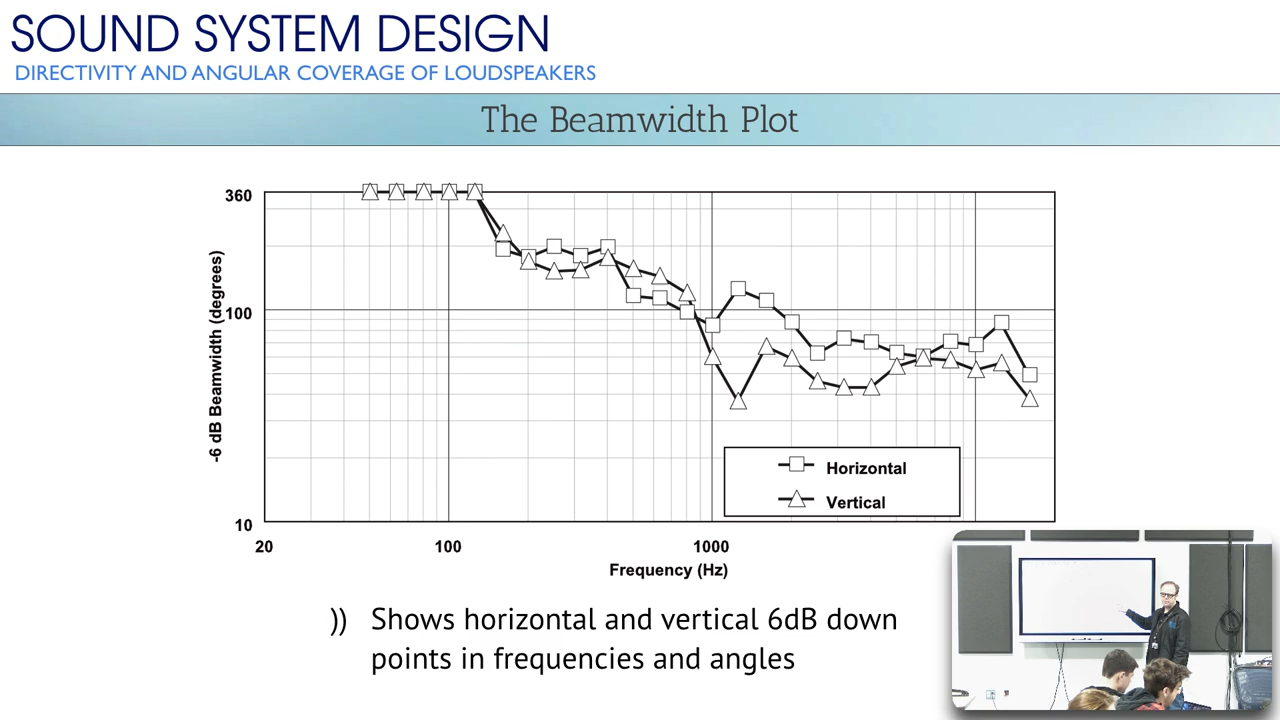 SOUND SYSTEM DESIGN
DIRECTIVITY AND ANGULAR COVERAGE OF LOUDSPEAKERS
The Beamwidth Plot
360
100
10
-6 dB Beamwidth (degrees)
20
100
1000
Frequency (Hz)
Horizontal
Vertical
)) Shows horizontal and vertical 6dB down
points in frequencies and angles